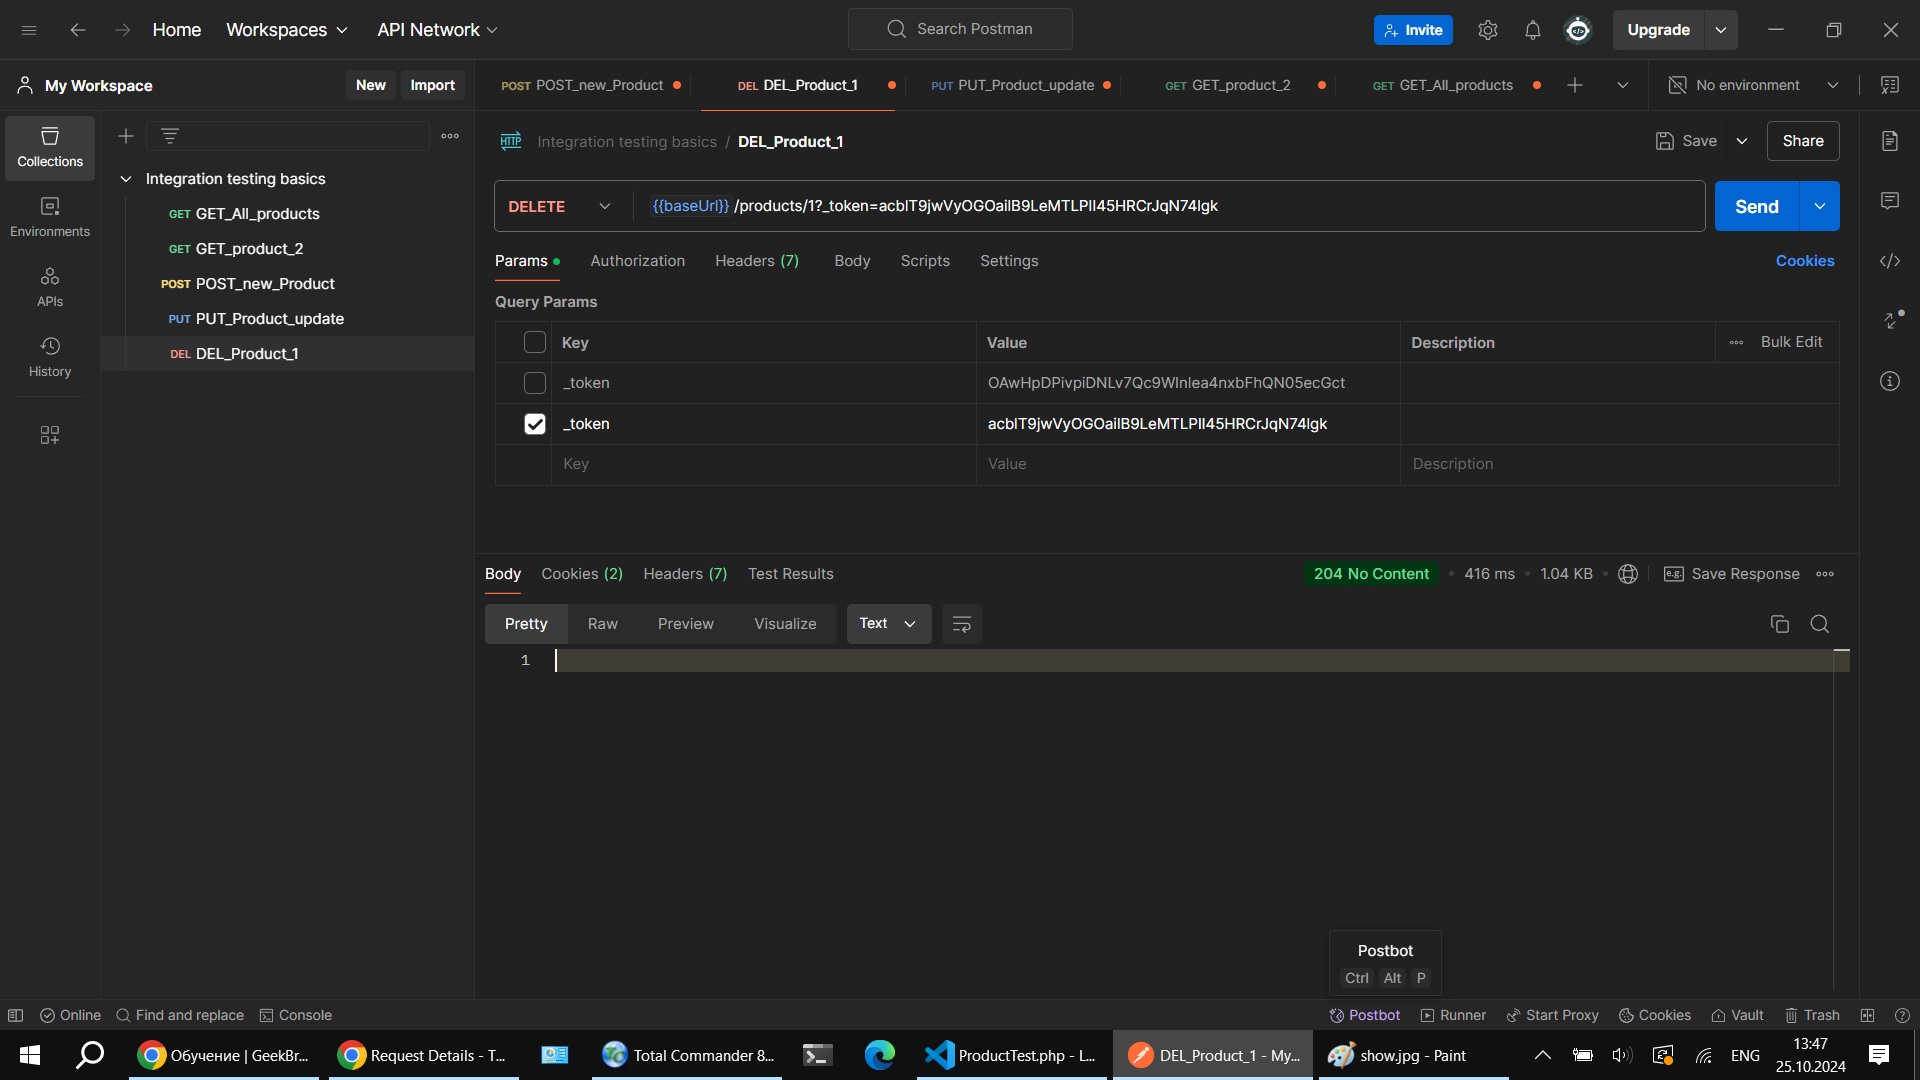 Home Workspaces API Network Search Postman Invite Upgrade
My Workspace New Import POST POST_new_Product DEL DEL_Product_1 PUT PUT_Product_update GET GET_product_2 GET GET_All_products No environment
Collections
Environments
APIs
History
Integration testing basics
GET GET_All_products
GET GET_product_2
POST POST_new_Product
PUT PUT_Product_update
DEL DEL_Product_1
HTTP Integration testing basics / DEL_Product_1 Save Share
DELETE {{baseUrl}} /products/1?_token=acblT9jwVyOGOailB9LeMTLPlI45HRCrJqN74lgk Send
Params Authorization Headers (7) Body Scripts Settings Cookies
Query Params
Key Value Description Bulk Edit
_token OAwHpDPivpiDNLv7Qc9WInlea4nxbFhQN05ecGct
_token acblT9jwVyOGOailB9LeMTLPlI45HRCrJqN74lgk
Key Value Description
Body Cookies (2) Headers (7) Test Results 204 No Content 416 ms 1.04 KB e.g. Save Response
Pretty Raw Preview Visualize Text
1
Postbot
Ctrl Alt P
Online Find and replace Console Postbot Runner Start Proxy Cookies Vault Trash
Обучение | GeekBr... Request Details - T... Total Commander 8... ProductTest.php - L... DEL_Product_1 - My... show.jpg - Paint ENG 13:47
25.10.2024